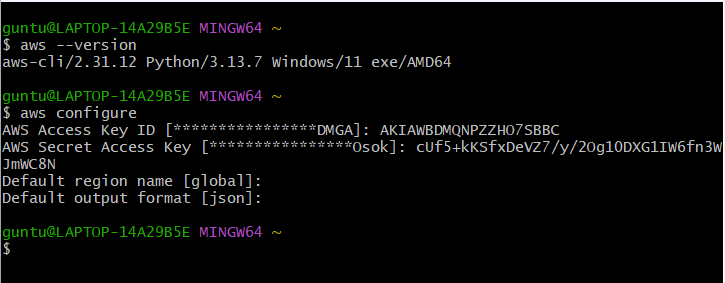 guntu@LAPTOP-14A29B5E MINGW64 ~
$ aws --version
aws-cli/2.31.12 Python/3.13.7 Windows/11 exe/AMD64
guntu@LAPTOP-14A29B5E MINGW64 ~
$ aws configure
AWS Access Key ID [****************DMGA]: AKIAWBDMQNPZZHO7SBBC
AWS Secret Access Key [****************Osok]: cUf5+kKSfxDeVZ7/y/2Og1ODXG1IW6fn3W
JmWC8N
Default region name [global]:
Default output format [json]:
guntu@LAPTOP-14A29B5E MINGW64 ~
$